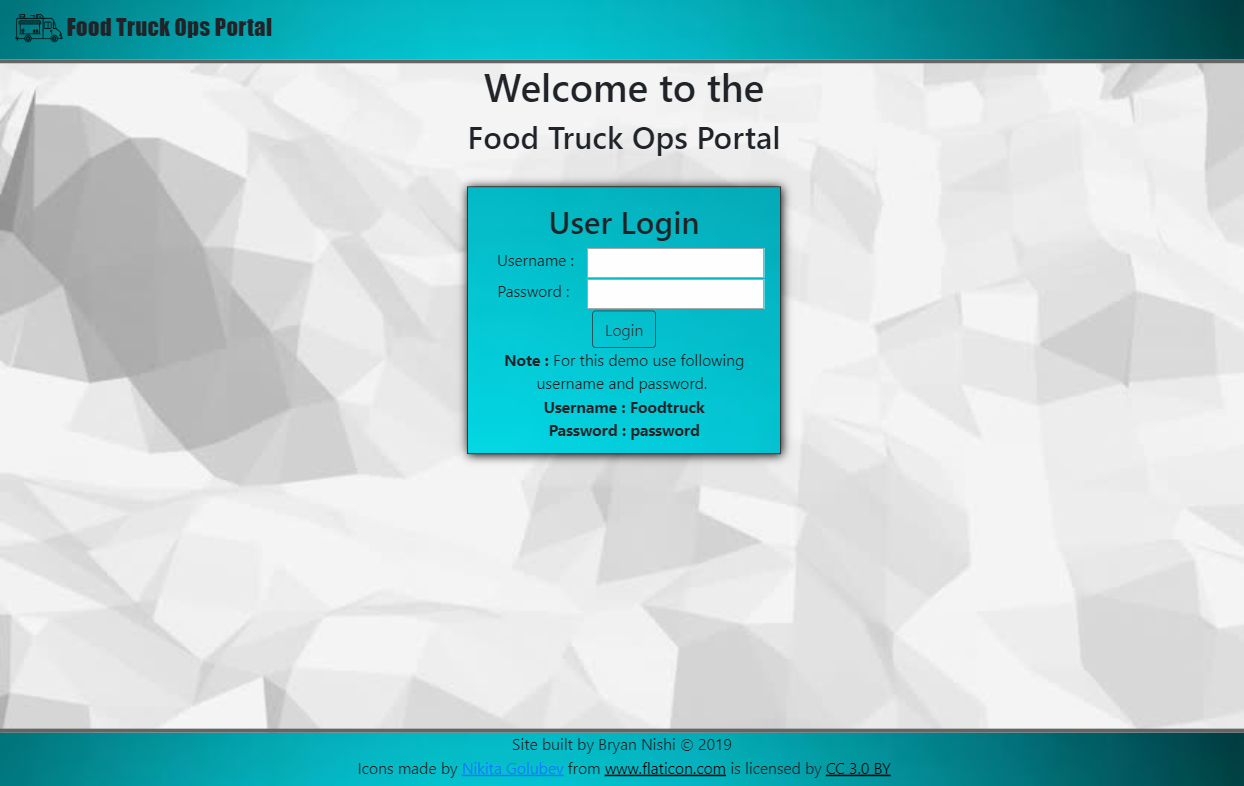 Food Truck Ops Portal
Welcome to the
Food Truck Ops Portal
User Login
Username :
Password :
Login
Note : For this demo use following
username and password.
Username : Foodtruck
Password : password
Site built by Bryan Nishi © 2019
Icons made by Nikita Golubev from www.flaticon.com is licensed by CC 3.0 BY